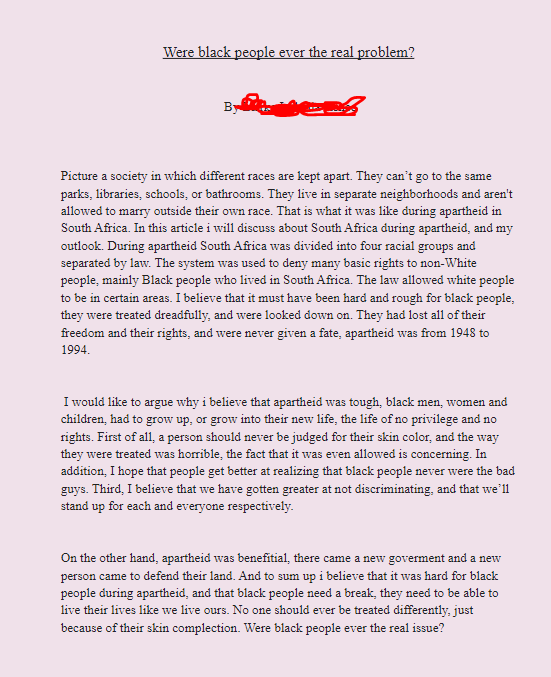 Were black people ever the real problem?
By
Picture a society in which different races are kept apart. They can’t go to the same
parks, libraries, schools, or bathrooms. They live in separate neighborhoods and aren't
allowed to marry outside their own race. That is what it was like during apartheid in
South Africa. In this article i will discuss about South Africa during apartheid, and my
outlook. During apartheid South Africa was divided into four racial groups and
separated by law. The system was used to deny many basic rights to non-White
people, mainly Black people who lived in South Africa. The law allowed white people
to be in certain areas. I believe that it must have been hard and rough for black people,
they were treated dreadfully, and were looked down on. They had lost all of their
freedom and their rights, and were never given a fate, apartheid was from 1948 to
1994.
I would like to argue why i believe that apartheid was tough, black men, women and
children, had to grow up, or grow into their new life, the life of no privilege and no
rights. First of all, a person should never be judged for their skin color, and the way
they were treated was horrible, the fact that it was even allowed is concerning. In
addition, I hope that people get better at realizing that black people never were the bad
guys. Third, I believe that we have gotten greater at not discriminating, and that we’ll
stand up for each and everyone respectively.
On the other hand, apartheid was benefitial, there came a new goverment and a new
person came to defend their land. And to sum up i believe that it was hard for black
people during apartheid, and that black people need a break, they need to be able to
live their lives like we live ours. No one should ever be treated differently, just
because of their skin complection. Were black people ever the real issue?